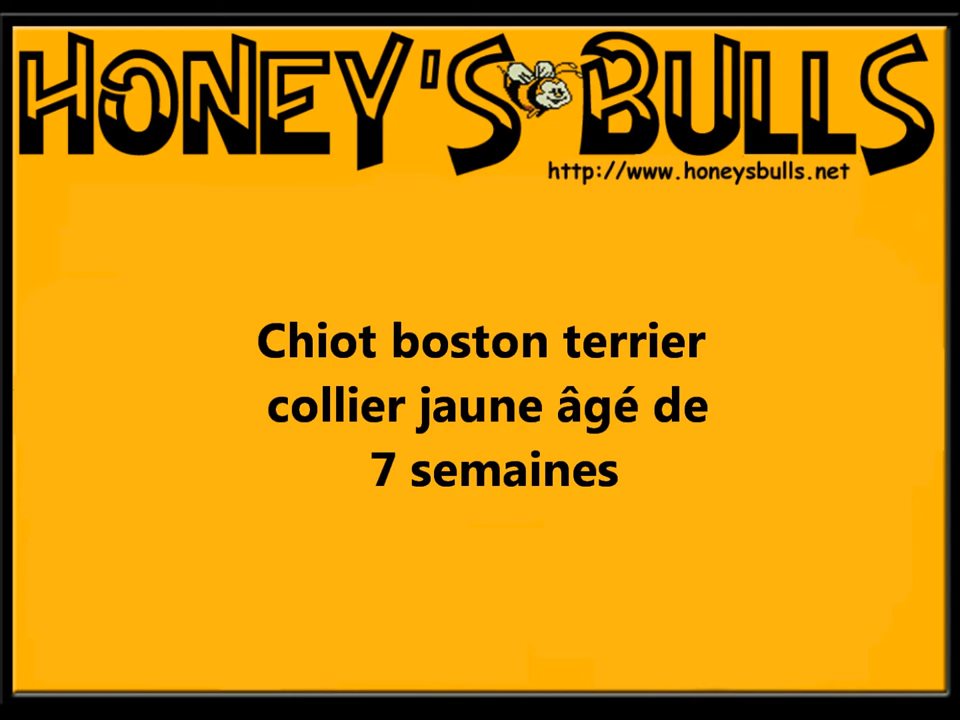 HONEY'S BULLS
http://www.honeysbulls.net
Chiot boston terrier
collier jaune âgé de
7 semaines